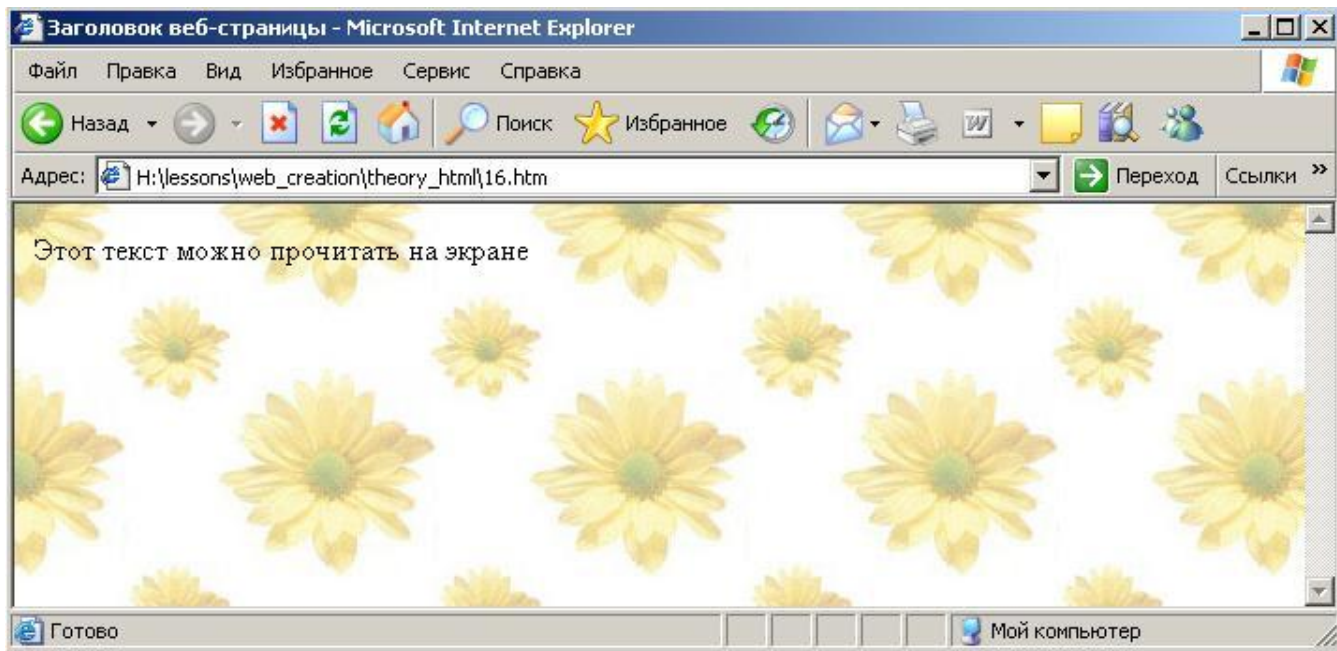 Заголовок веб-страницы - Microsoft Internet Explorer
Файл Правка Вид Избранное Сервис Справка
Назад Поиск Избранное W
Адрес: H:\lessons\web_creation\theory_html\16.htm Переход Ссылки »
Этот текст можно прочитать на экране
Готово Мой компьютер